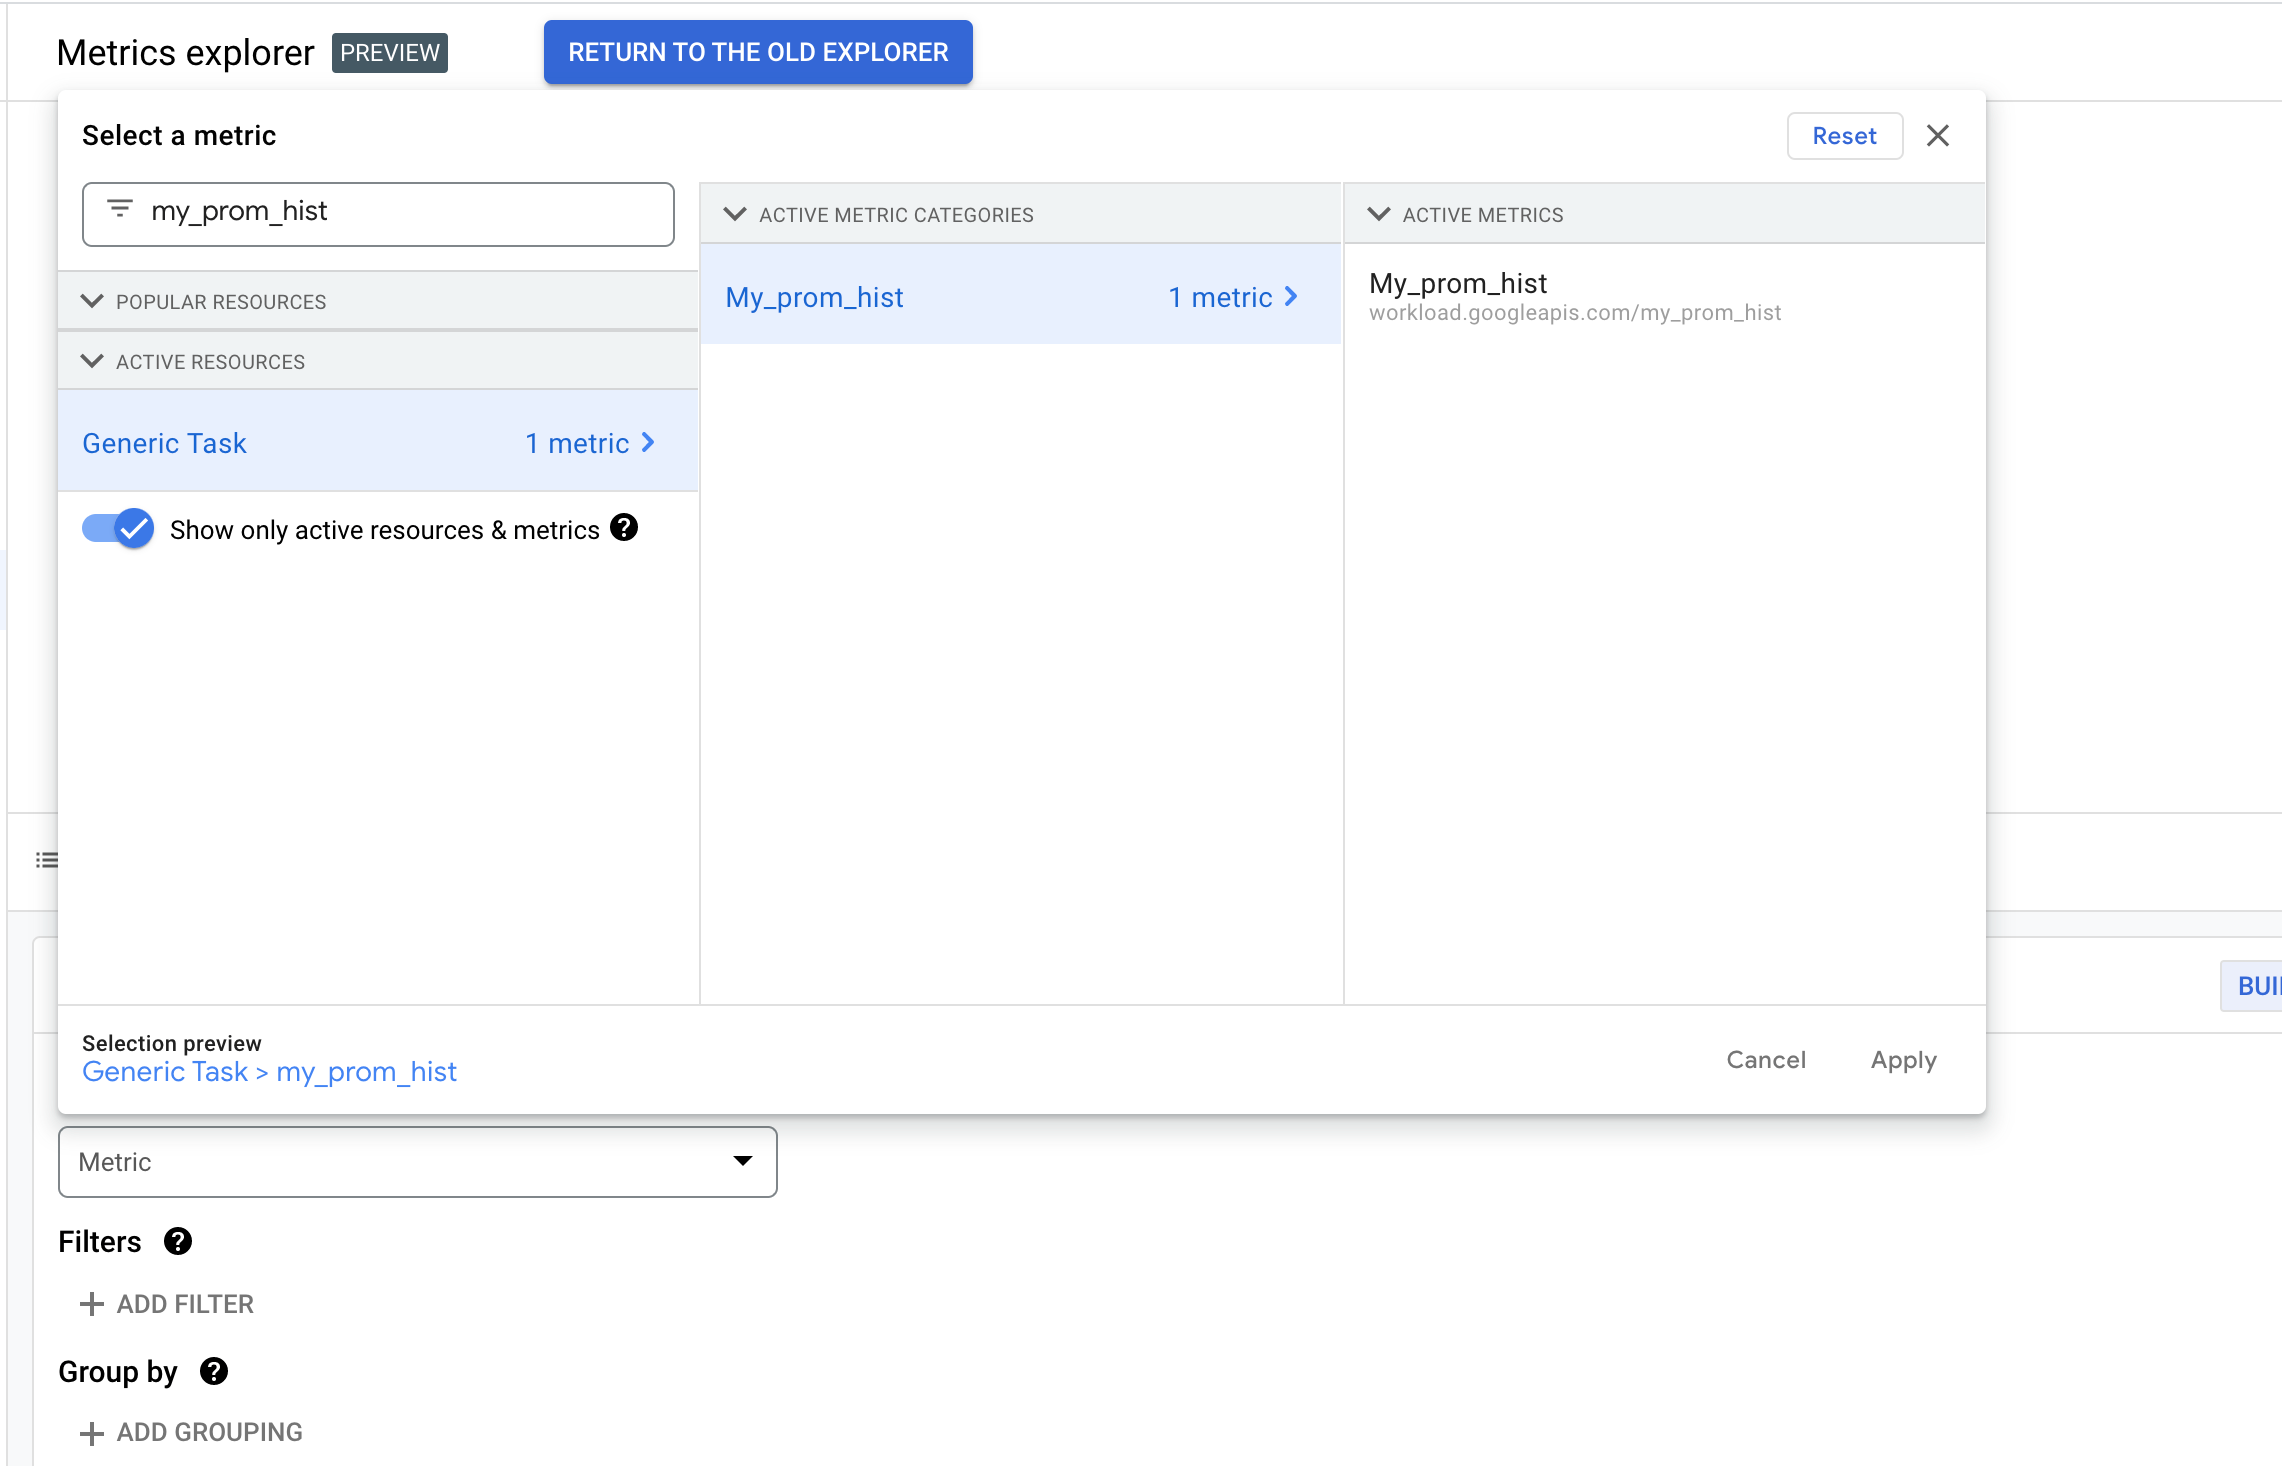 Metrics explorer PREVIEW RETURN TO THE OLD EXPLORER
Select a metric
Reset
my_prom_hist
POPULAR RESOURCES
ACTIVE RESOURCES
Generic Task 1 metric
Show only active resources & metrics
ACTIVE METRIC CATEGORIES
My_prom_hist 1 metric
ACTIVE METRICS
My_prom_hist
workload.googleapis.com/my_prom_hist
Selection preview
Generic Task > my_prom_hist
Cancel Apply
BUI
Metric
Filters
ADD FILTER
Group by
ADD GROUPING